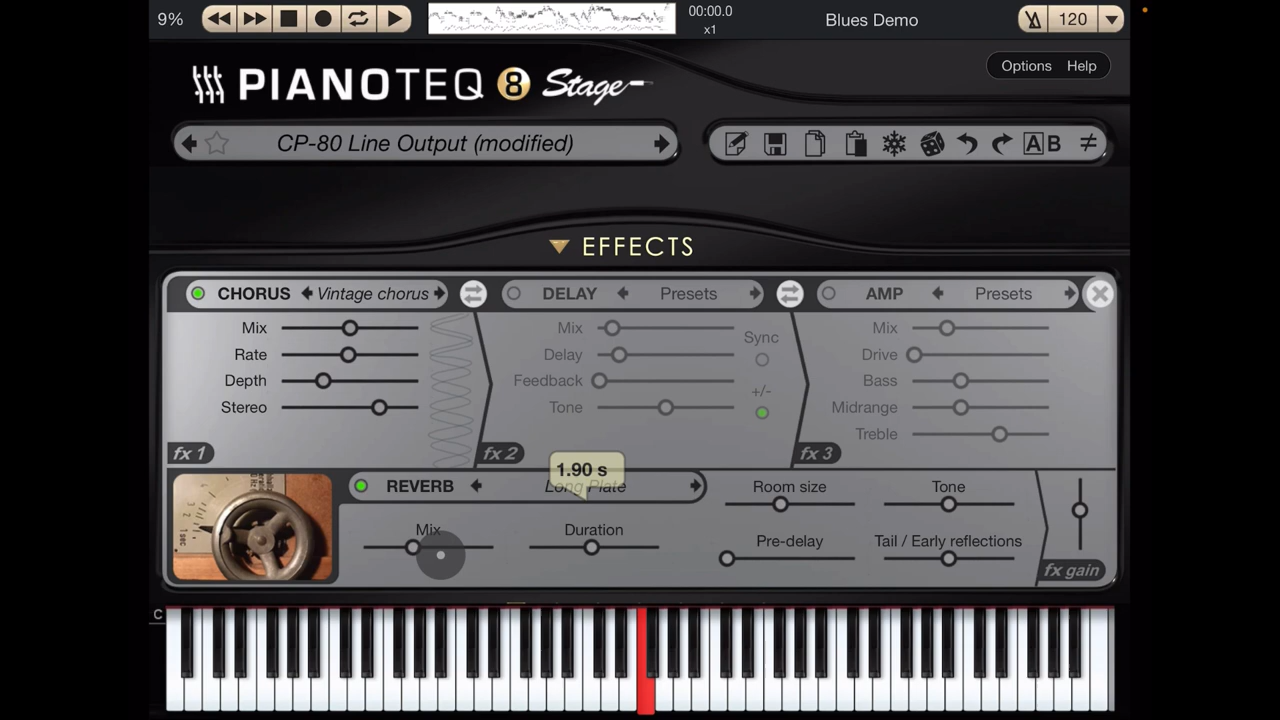 9%
00:00.0
x1
Blues Demo
120
Options Help
PIANOTEQ 8 Stage
CP-80 Line Output (modified)
A B
EFFECTS
CHORUS Vintage chorus
DELAY Presets
AMP Presets
Mix
Rate
Depth
Stereo
fx 1
Mix
Delay
Feedback
Tone
Sync
+/-
fx 2
Mix
Drive
Bass
Midrange
Treble
fx 3
1.90 s
REVERB Long Plate
Mix
Duration
Room size
Tone
Pre-delay
Tail / Early reflections
fx gain
1 sec
C